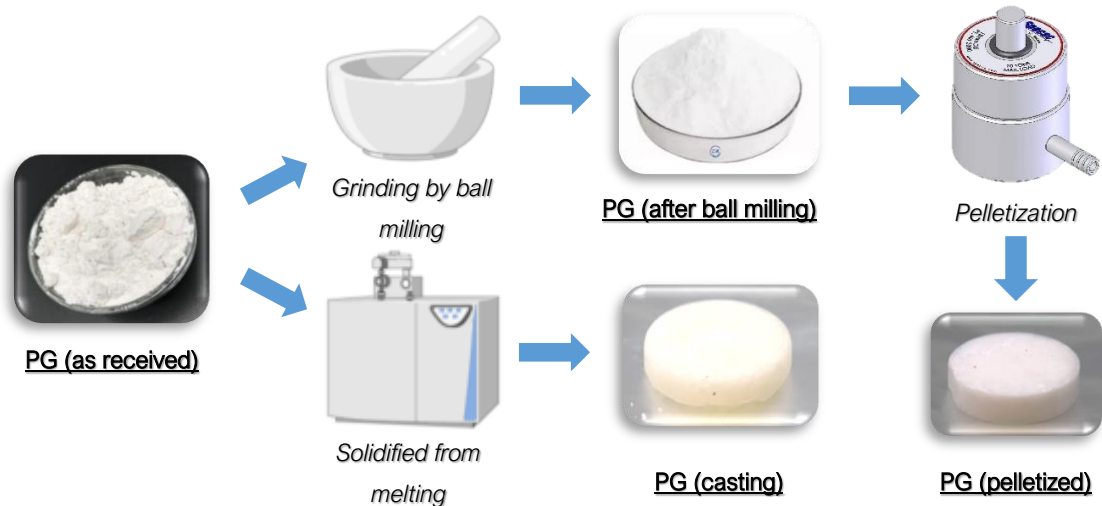 PG (as received)
Grinding by ball
milling
PG (after ball milling)
Pelletization
Solidified from
melting
PG (casting)
PG (pelletized)